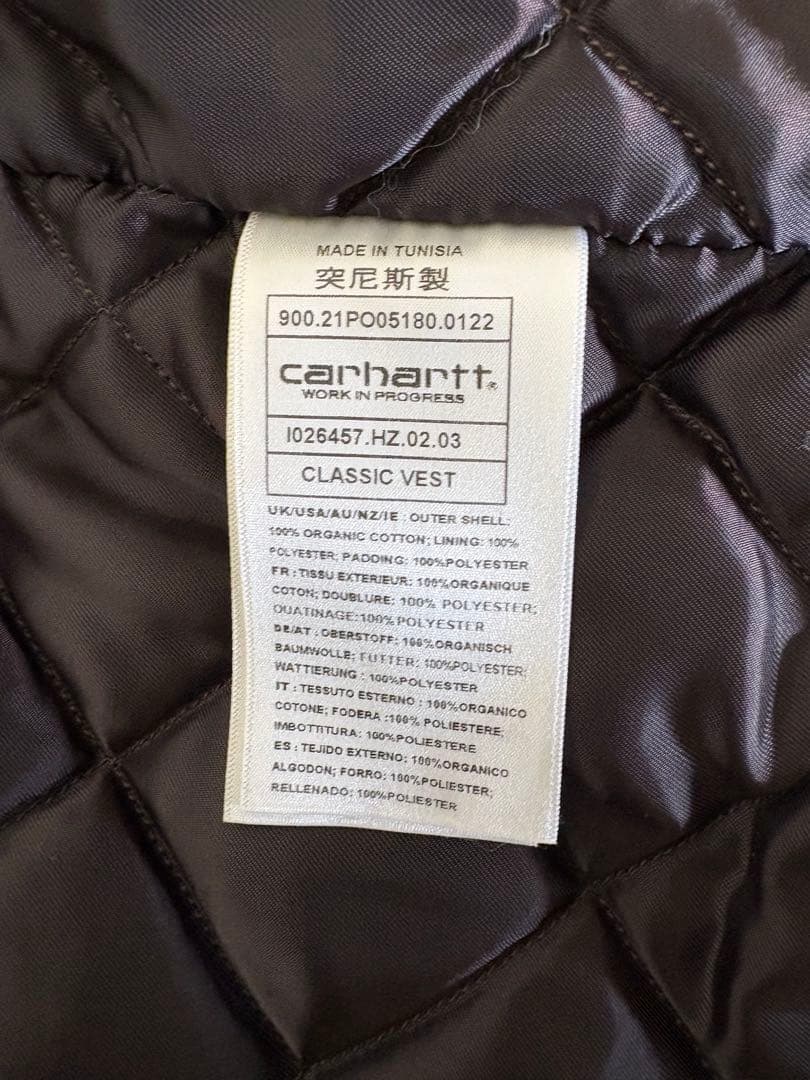 MADE IN TUNISIA
突尼斯製
900.21PO05180.0122
carhartt®
WORK IN PROGRESS
I026457.HZ.02.03
CLASSIC VEST
UK/USA/AU/NZ/IE : OUTER SHELL:
100% ORGANIC COTTON; LINING: 100%
POLYESTER; PADDING: 100%POLYESTER
FR : TISSU EXTERIEUR: 100%ORGANIQUE
COTON; DOUBLURE: 100% POLYESTER;
OUATINAGE:100%POLYESTER
DE/AT : OBERSTOFF: 100%ORGANISCH
BAUMWOLLE; FUTTER: 100%POLYESTER;
WATTIERUNG : 100%POLYESTER
IT : TESSUTO ESTERNO : 100%ORGANICO
COTONE; FODERA :100% POLIESTERE;
IMBOTTITURA: 100%POLIESTERE
ES : TEJIDO EXTERNO: 100%ORGANICO
ALGODON; FORRO: 100%POLIESTER;
RELLENADO: 100%POLIESTER